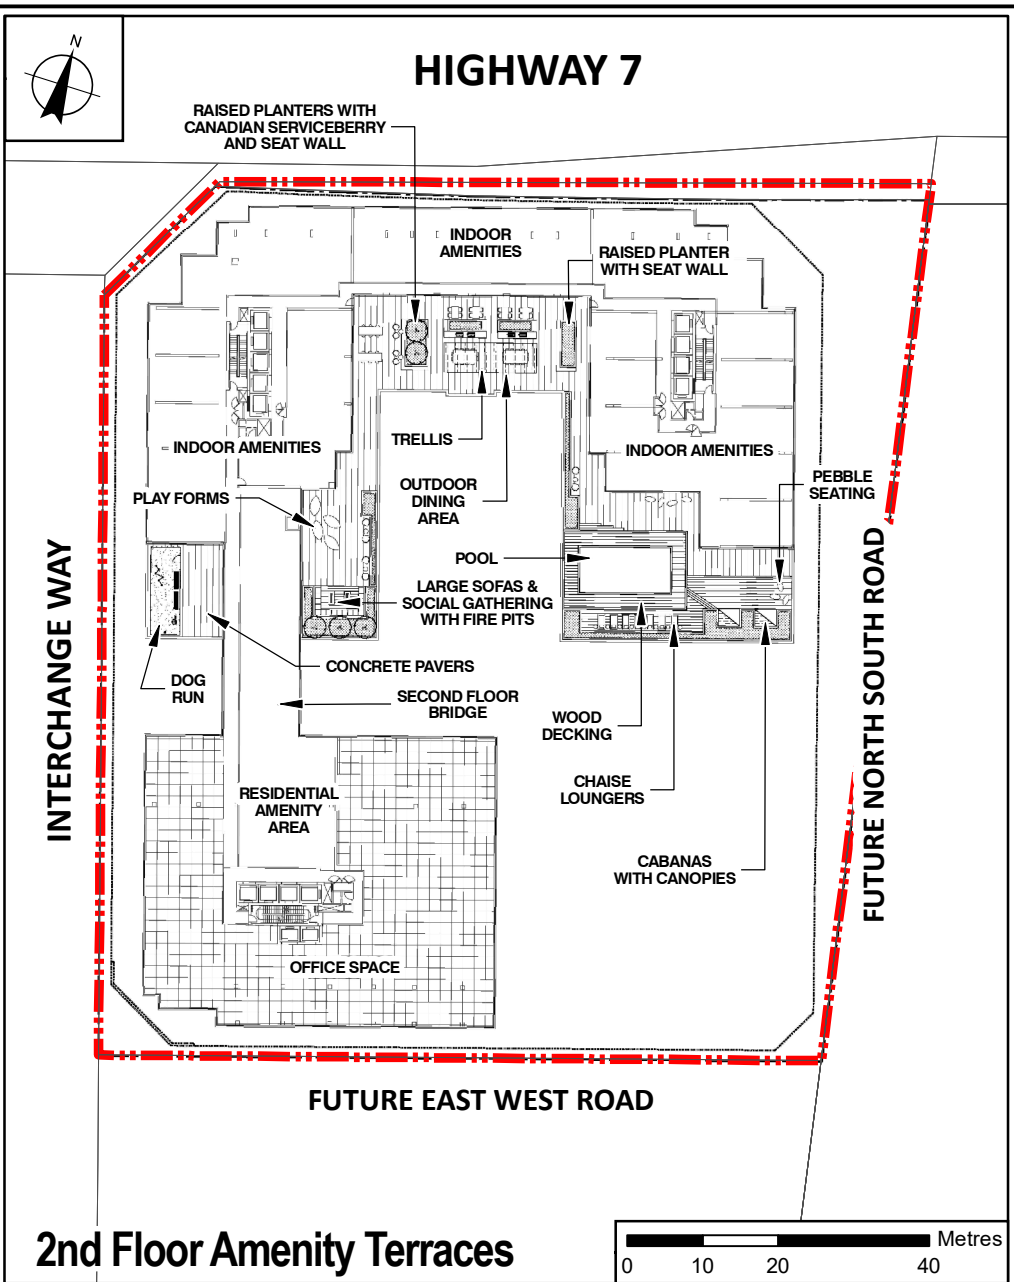 N
HIGHWAY 7
RAISED PLANTERS WITH
CANADIAN SERVICEBERRY
AND SEAT WALL
INDOOR
AMENITIES
RAISED PLANTER
WITH SEAT WALL
INDOOR AMENITIES
TRELLIS
INDOOR AMENITIES
OUTDOOR
DINING
AREA
PEBBLE
SEATING
PLAY FORMS
POOL
LARGE SOFAS &
SOCIAL GATHERING
WITH FIRE PITS
INTERCHANGE WAY
FUTURE NORTH SOUTH ROAD
CONCRETE PAVERS
DOG
RUN
SECOND FLOOR
BRIDGE
WOOD
DECKING
CHAISE
LOUNGERS
RESIDENTIAL
AMENITY
AREA
CABANAS
WITH CANOPIES
OFFICE SPACE
FUTURE EAST WEST ROAD
2nd Floor Amenity Terraces
Metres
0 10 20 40